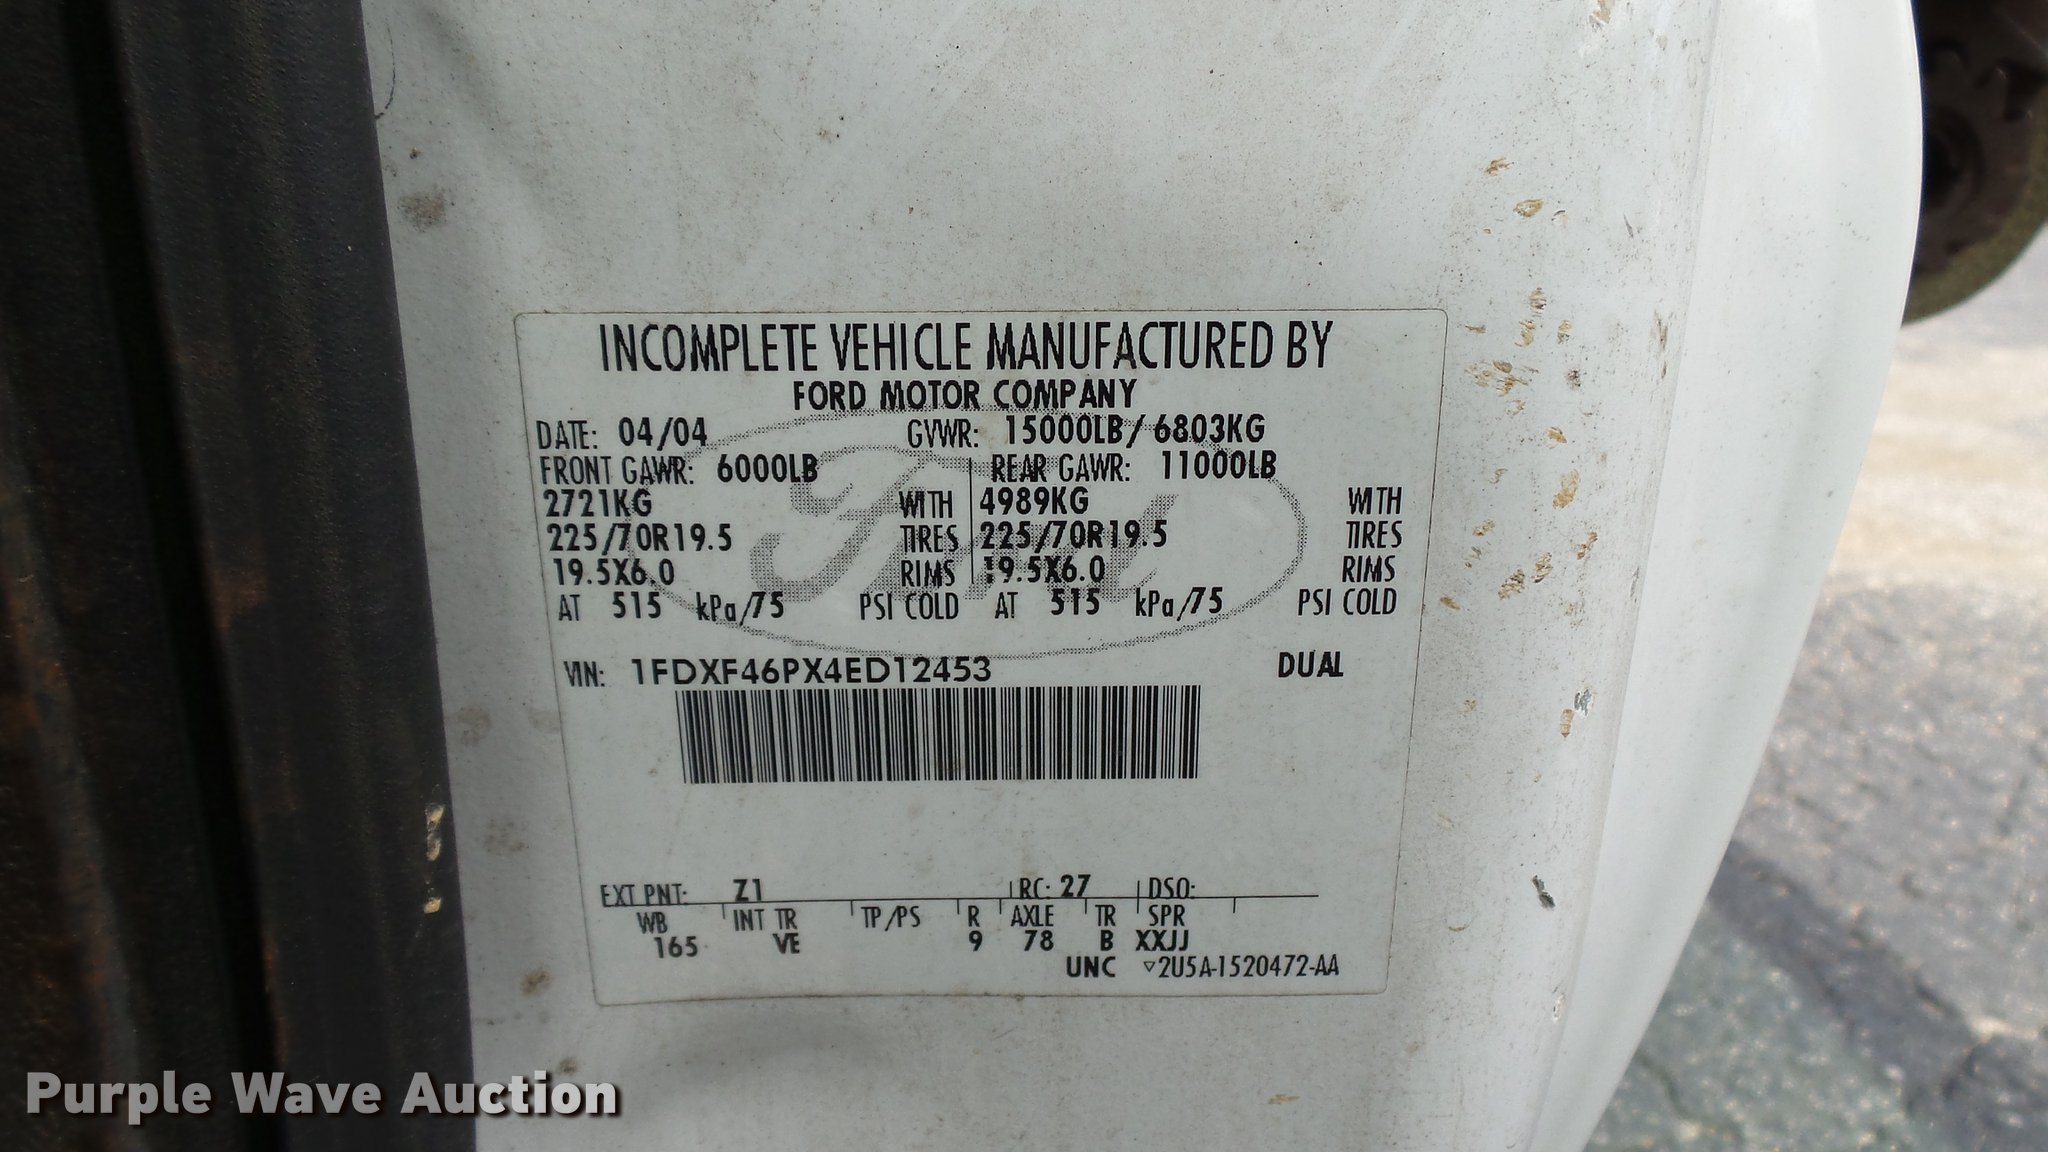 INCOMPLETE VEHICLE MANUFACTURED BY
FORD MOTOR COMPANY
DATE: 04/04 GVWR: 15000LB/ 6803KG
FRONT GAWR: 6000LB REAR GAWR: 11000LB
2721KG WITH 4989KG WITH
225/70R19.5 TIRES 225/70R19.5 TIRES
19.5X6.0 RIMS 19.5X6.0 RIMS
AT 515 kPa/75 PSI COLD AT 515 kPa/75 PSI COLD
VIN: 1FDXF46PX4ED12453 DUAL
EXT PNT: Z1 RC: 27 DSO:
WB INT TR TP/PS R AXLE TR SPR
165 VE 9 78 B XXJJ
UNC ▽2U5A-1520472-AA
Purple Wave Auction